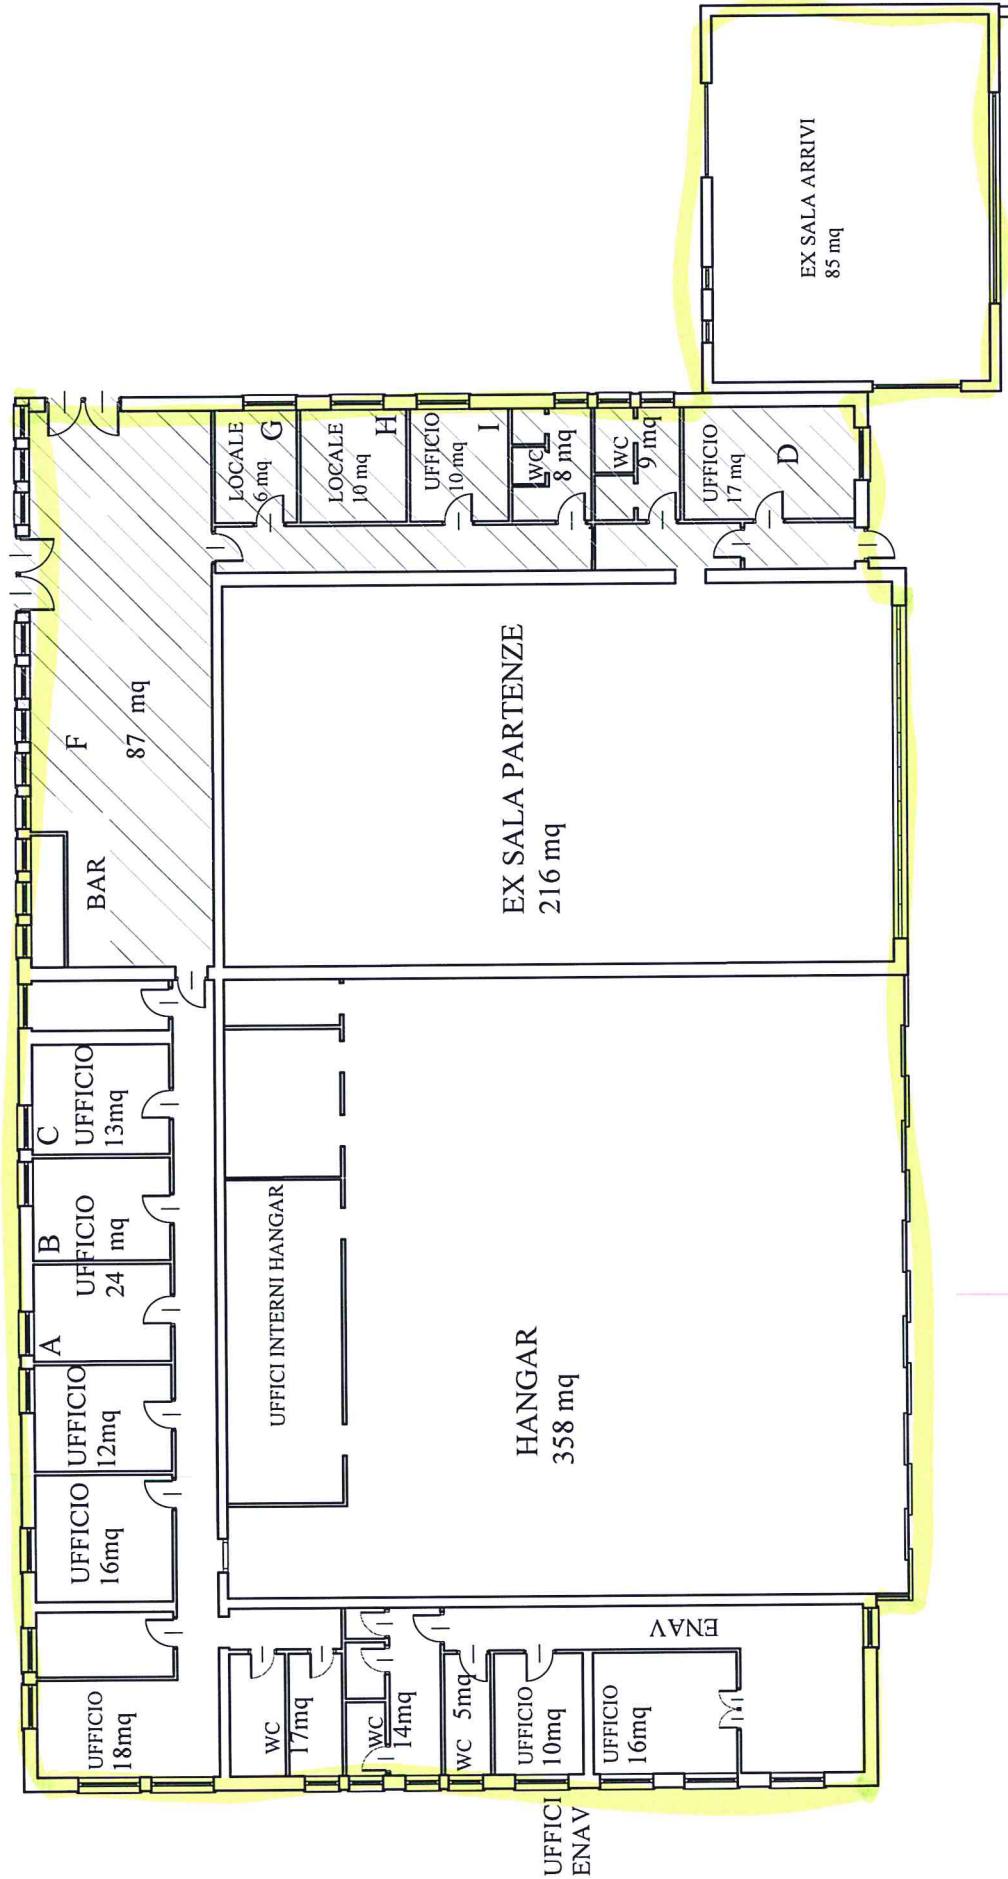 UFFICIO
18mq
UFFICIO
16mq
UFFICIO
12mq
A
B
UFFICIO
24 mq
C
UFFICIO
13mq
BAR
F
87 mq
LOCALE
6 mq
G
LOCALE
10 mq
H
UFFICIO
10 mq
I
WC
8 mq
WC
9 mq
UFFICIO
17 mq
D
EX SALA ARRIVI
85 mq
EX SALA PARTENZE
216 mq
UFFICI INTERNI HANGAR
HANGAR
358 mq
WC
17mq
WC
14mq
WC 5mq
UFFICIO
10mq
UFFICIO
16mq
ENAV
UFFICI
ENAV